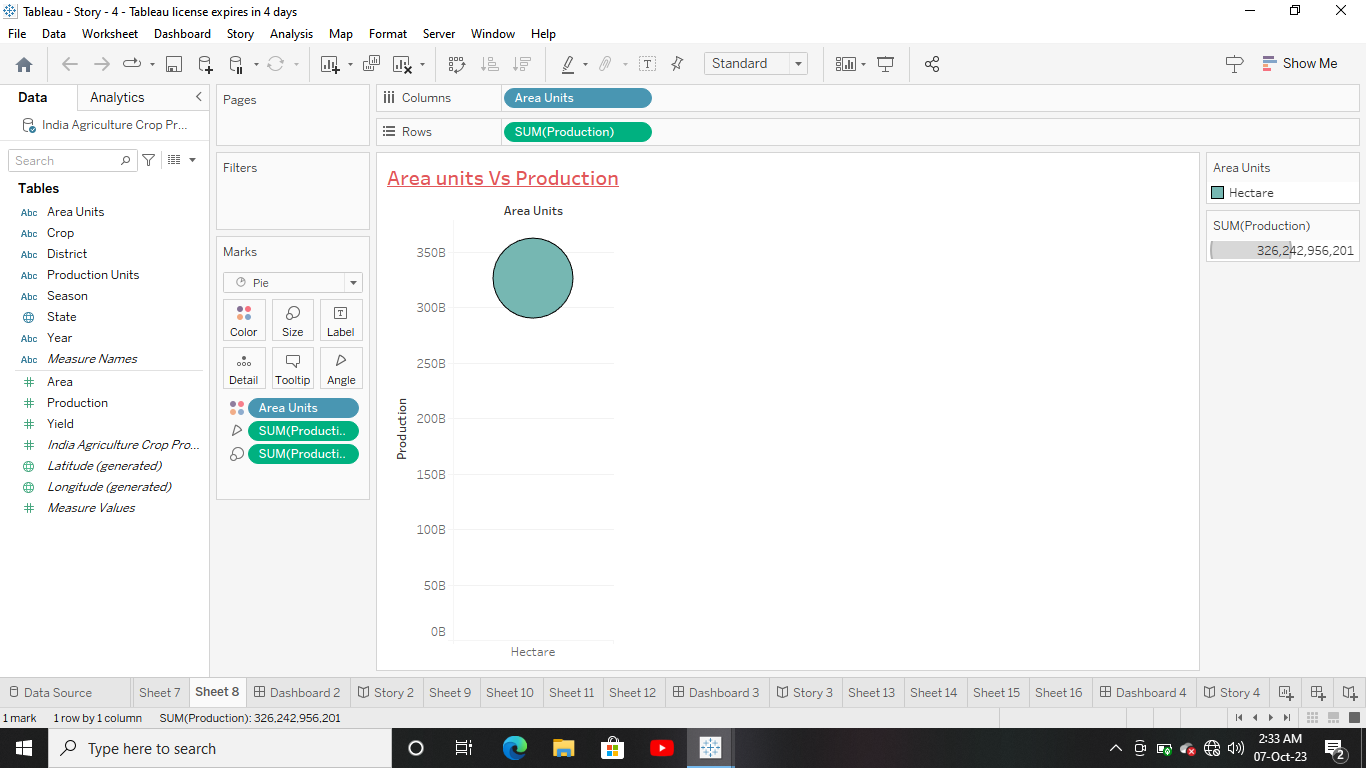 Tableau - Story - 4 - Tableau license expires in 4 days
File Data Worksheet Dashboard Story Analysis Map Format Server Window Help
Standard
Show Me
Data Analytics
India Agriculture Crop Pr...
Search
Tables
Abc Area Units
Abc Crop
Abc District
Abc Production Units
Abc Season
State
Abc Year
Abc Measure Names
Area
Production
Yield
India Agriculture Crop Pro...
Latitude (generated)
Longitude (generated)
Measure Values
Pages
Filters
Marks
Pie
Color Size Label
Detail Tooltip Angle
Area Units
SUM(Producti..
SUM(Producti..
Columns Area Units
Rows SUM(Production)
Area units Vs Production
Area Units
350B
300B
250B
200B
150B
100B
50B
0B
Production
Hectare
Area Units
Hectare
SUM(Production)
326,242,956,201
Data Source Sheet 7 Sheet 8 Dashboard 2 Story 2 Sheet 9 Sheet 10 Sheet 11 Sheet 12 Dashboard 3 Story 3 Sheet 13 Sheet 14 Sheet 15 Sheet 16 Dashboard 4 Story 4
1 mark 1 row by 1 column SUM(Production): 326,242,956,201
Type here to search
2:33 AM
07-Oct-23
2